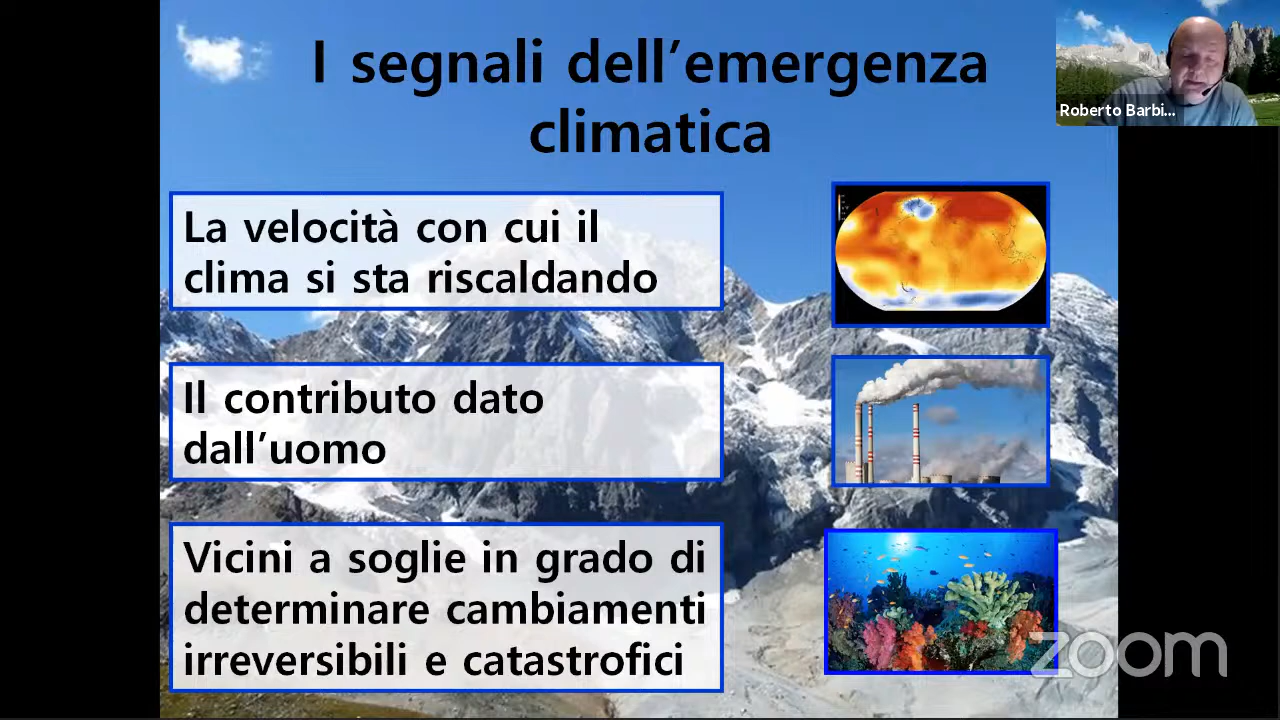 I segnali dell’emergenza
climatica
Roberto Barbi...
La velocità con cui il
clima si sta riscaldando
Il contributo dato
dall’uomo
Vicini a soglie in grado di
determinare cambiamenti
irreversibili e catastrofici
zoom